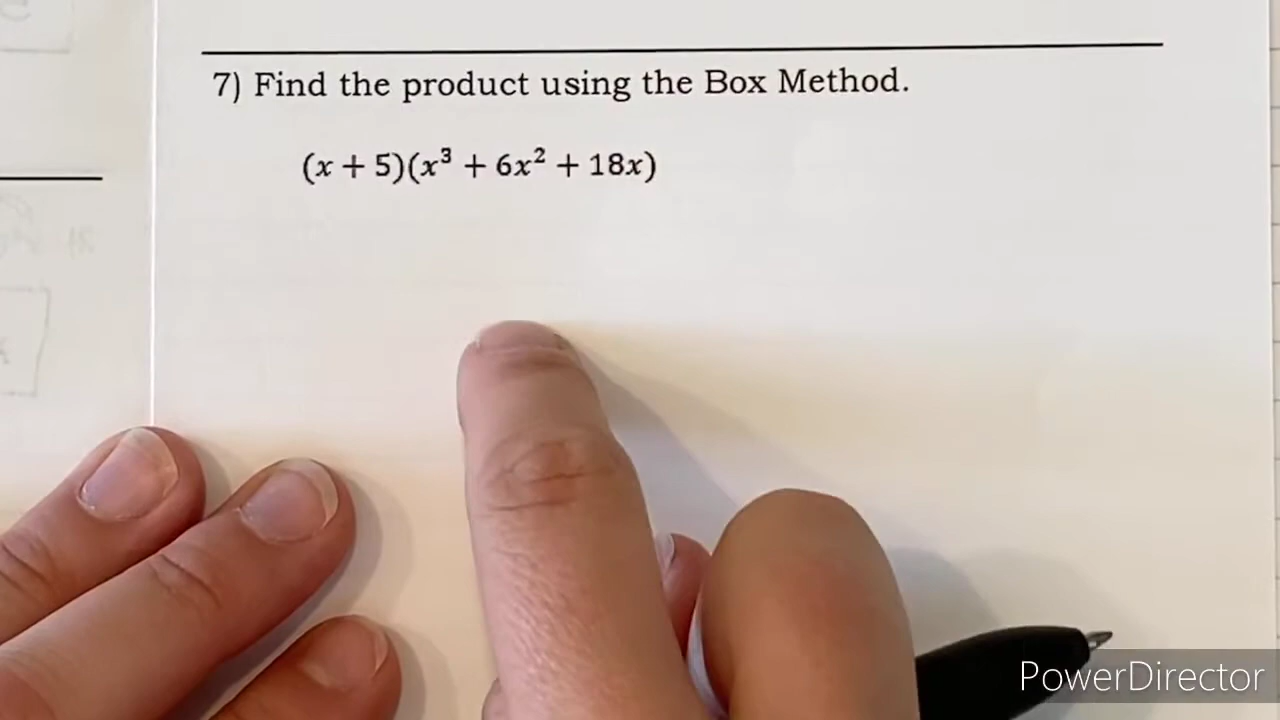 7) Find the product using the Box Method.
(x + 5)(x³ + 6x² + 18x)
PowerDirector